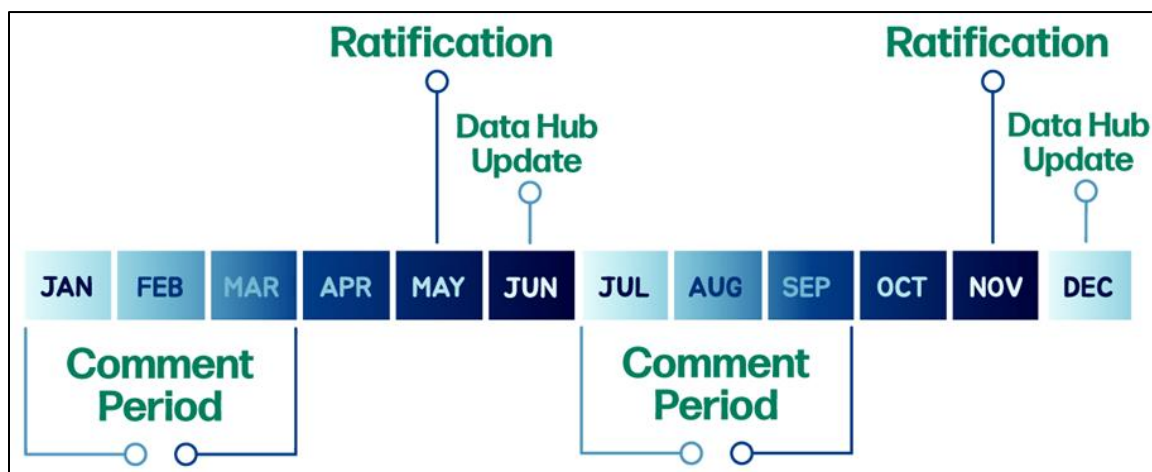 Ratification
Ratification
Data Hub
Update
Data Hub
Update
JAN FEB MAR APR MAY JUN JUL AUG SEP OCT NOV DEC
Comment
Period
Comment
Period